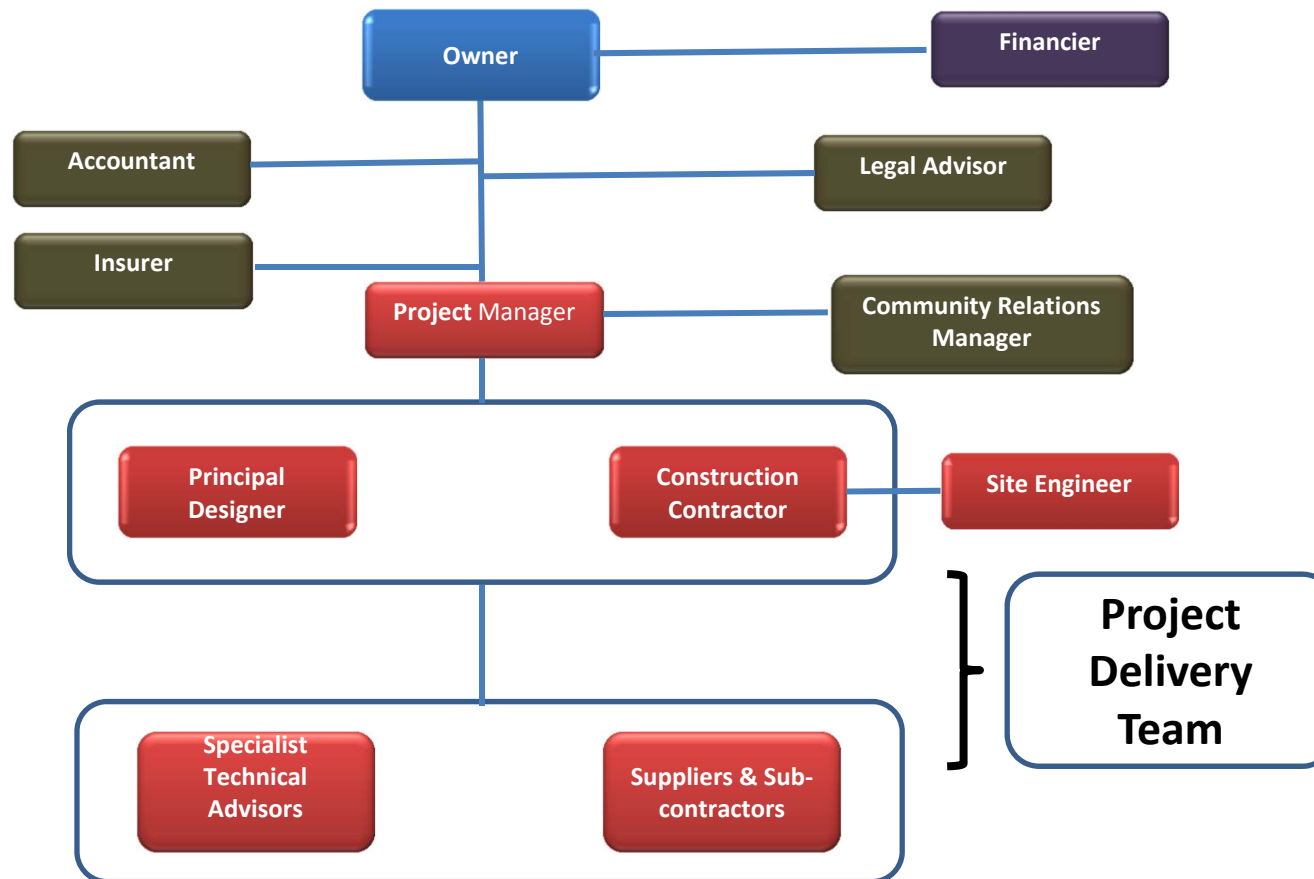 Owner
Financier
Accountant
Legal Advisor
Insurer
Project Manager
Community Relations
Manager
Principal
Designer
Construction
Contractor
Site Engineer
Project
Delivery
Team
Specialist
Technical
Advisors
Suppliers & Sub-
contractors